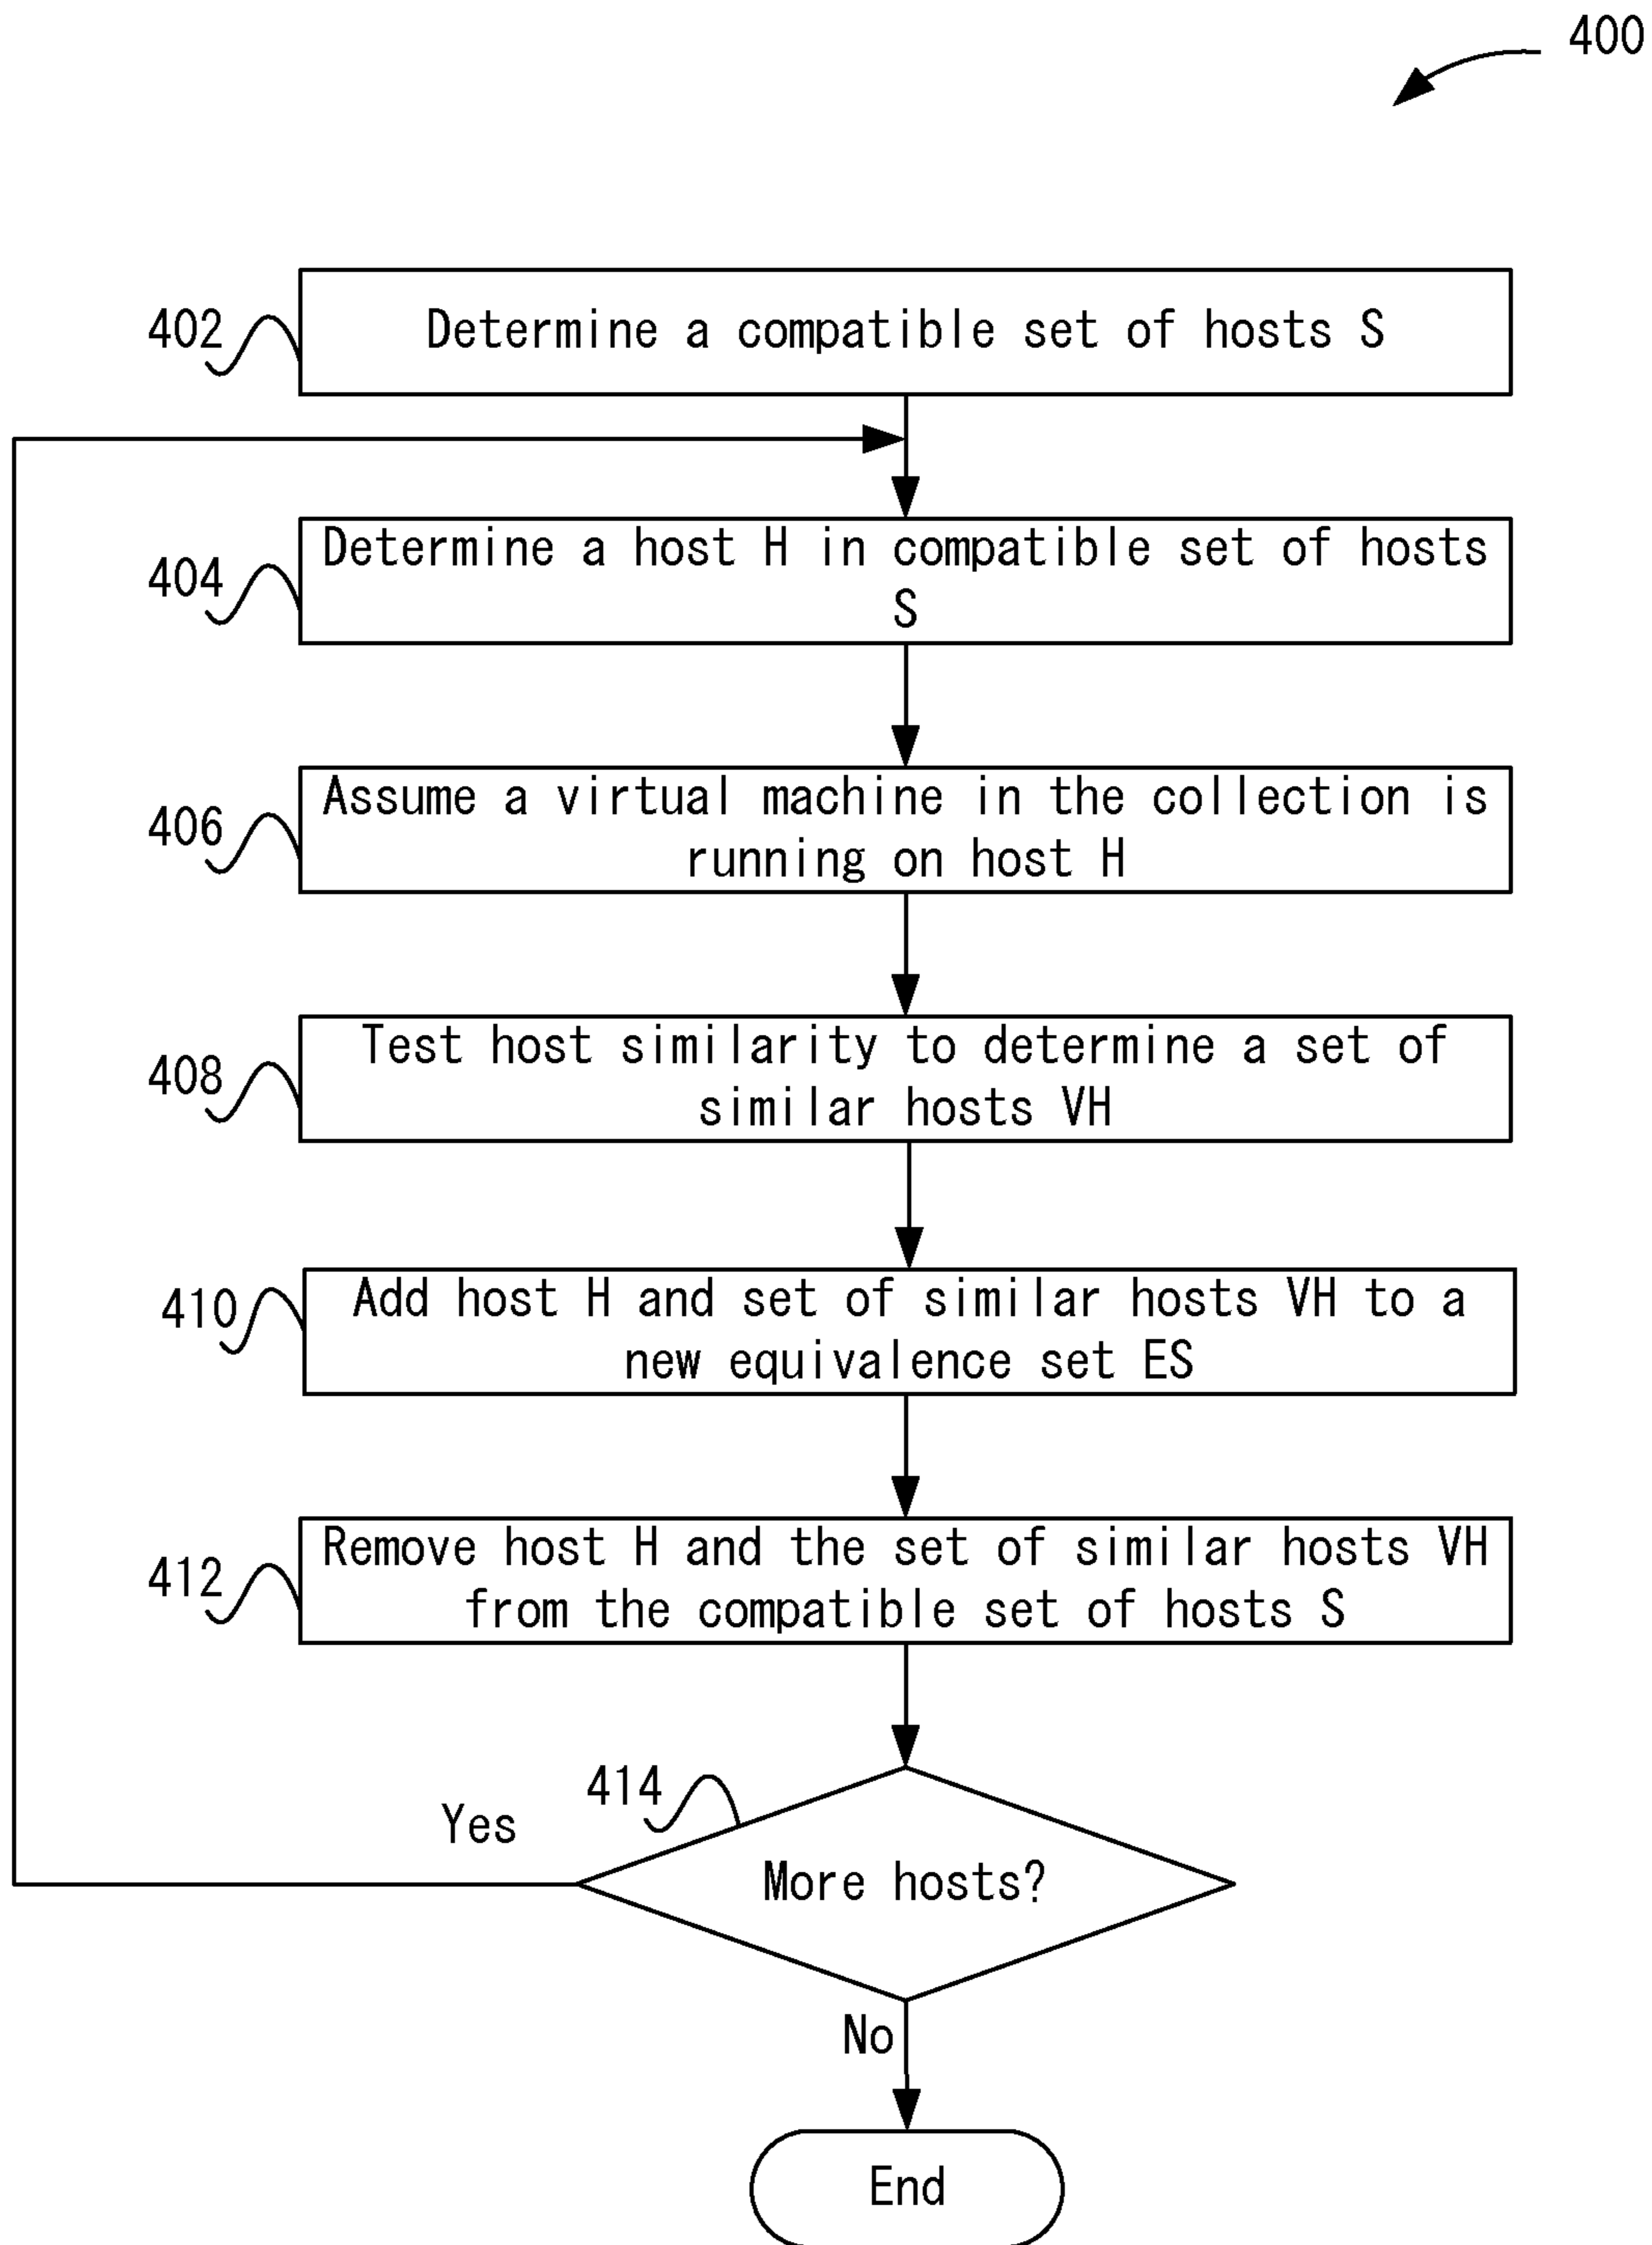 400
402
Determine a compatible set of hosts S
404
Determine a host H in compatible set of hosts
S
406
Assume a virtual machine in the collection is
running on host H
408
Test host similarity to determine a set of
similar hosts VH
410
Add host H and set of similar hosts VH to a
new equivalence set ES
412
Remove host H and the set of similar hosts VH
from the compatible set of hosts S
414
Yes
More hosts?
No
End